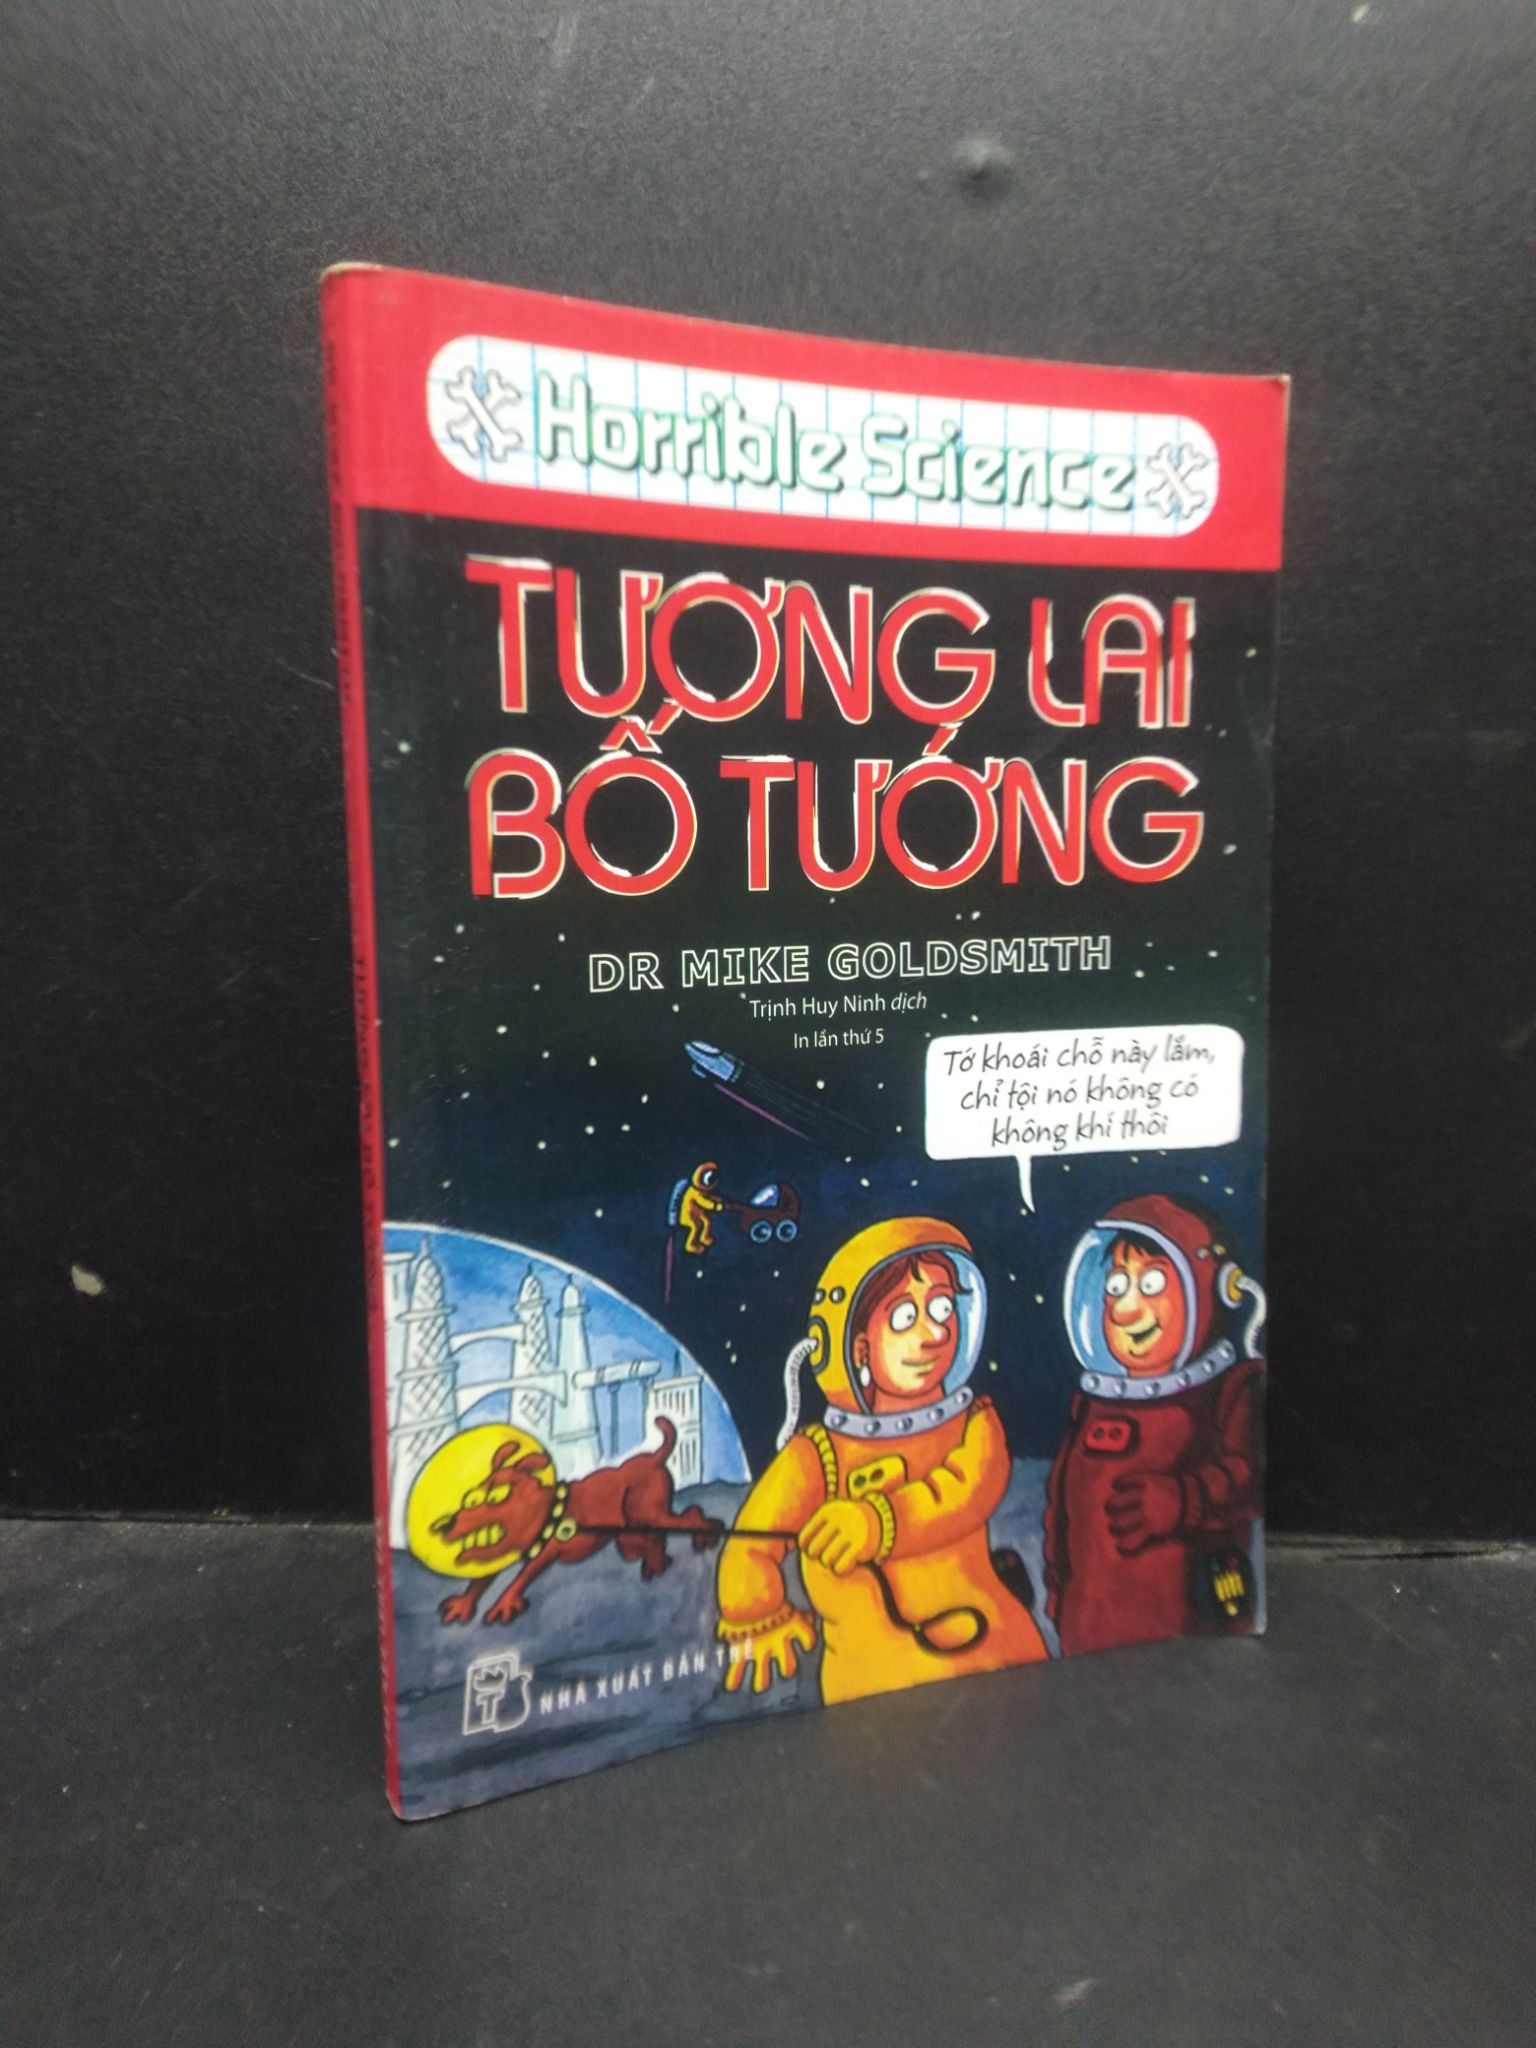 Horrible Science
TƯƠNG LAI
BỐ TƯỚNG
DR MIKE GOLDSMITH
Trịnh Huy Ninh dịch
In lần thứ 5
Tớ khoái chỗ này lắm,
chỉ tội nó không có
không khí thôi
NHÀ XUẤT BẢN TRẺ